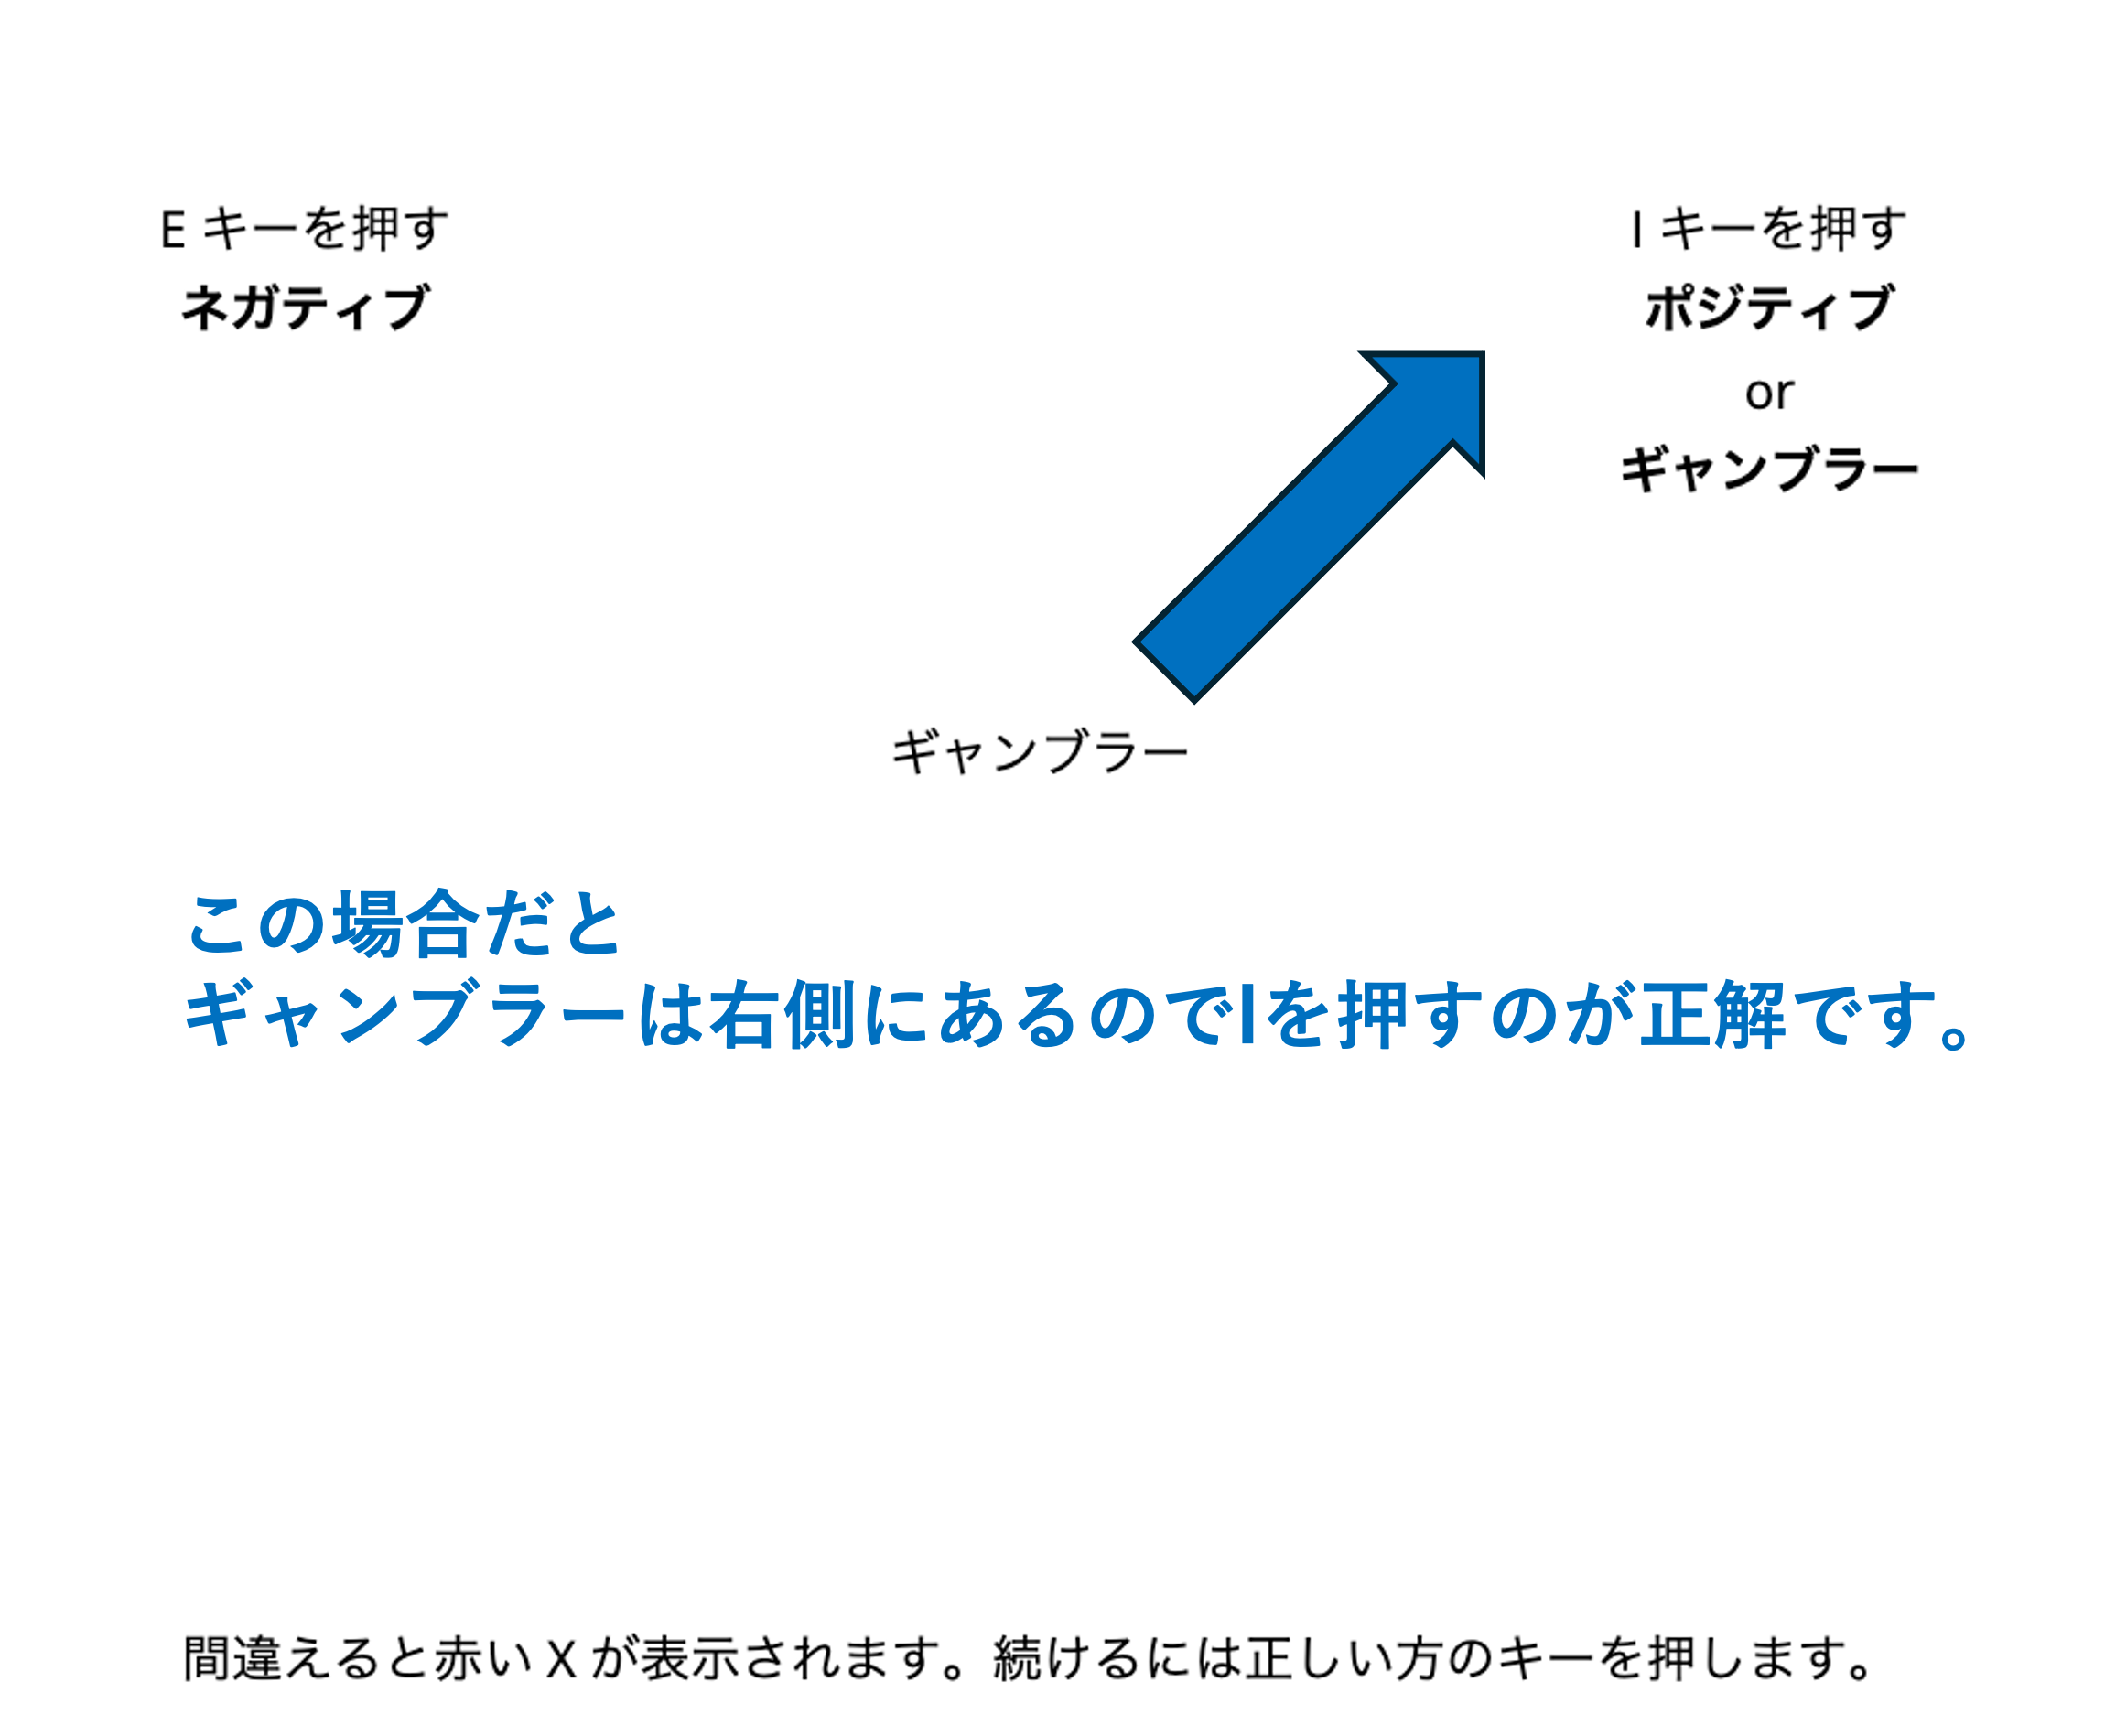 E キーを押す
ネガティブ
I キーを押す
ポジティブ
or
ギャンブラー
ギャンブラー
この場合だと
ギャンブラーは右側にあるのでIを押すのが正解です。
間違えると赤い X が表示されます。続けるには正しい方のキーを押します。